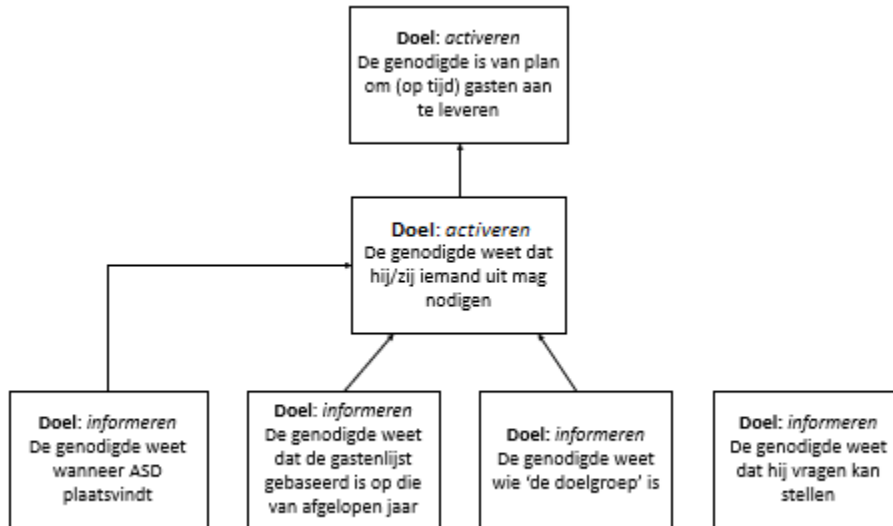 Doel: activeren
De genodigde is van plan
om (op tijd) gasten aan
te leveren
Doel: activeren
De genodigde weet dat
hij/zij iemand uit mag
nodigen
Doel: informeren
De genodigde weet
wanneer ASD
plaatsvindt
Doel: informeren
De genodigde weet
dat de gastenlijst
gebaseerd is op die
van afgelopen jaar
Doel: informeren
De genodigde weet
wie ‘de doelgroep’ is
Doel: informeren
De genodigde weet
dat hij vragen kan
stellen